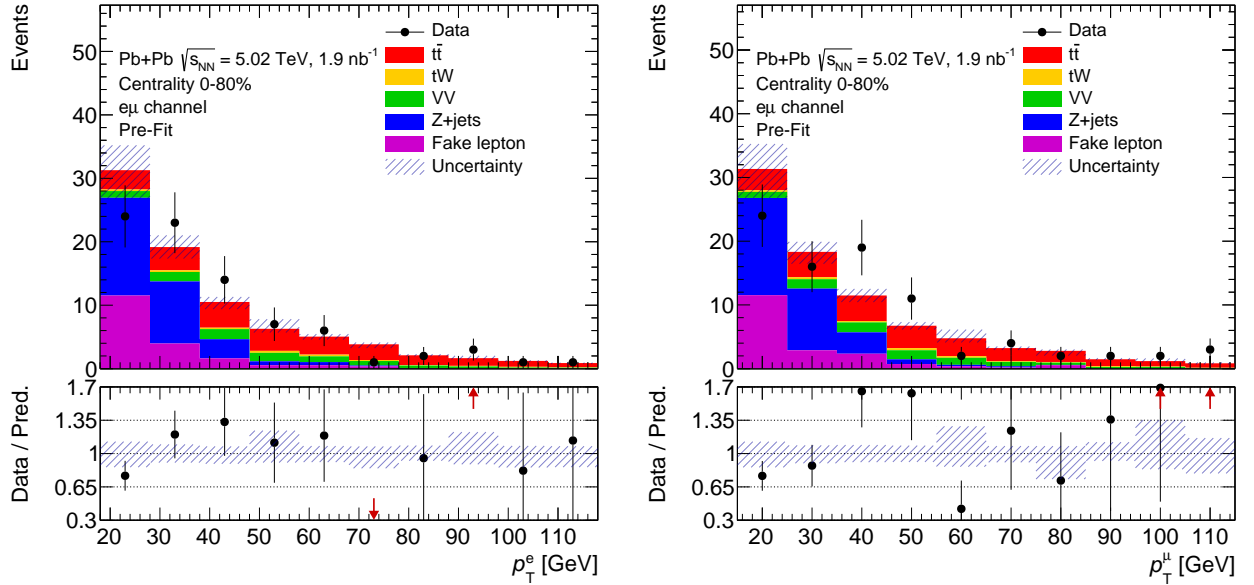 Events
50
40
30
20
10
0
Pb+Pb √s_NN = 5.02 TeV, 1.9 nb⁻¹
Centrality 0-80%
eμ channel
Pre-Fit
Data
tt̄
tW
VV
Z+jets
Fake lepton
Uncertainty
Data / Pred.
1.7
1.35
1
0.65
0.3
20 30 40 50 60 70 80 90 100 110
p_T^e [GeV]
Events
50
40
30
20
10
0
Pb+Pb √s_NN = 5.02 TeV, 1.9 nb⁻¹
Centrality 0-80%
eμ channel
Pre-Fit
Data
tt̄
tW
VV
Z+jets
Fake lepton
Uncertainty
Data / Pred.
1.7
1.35
1
0.65
0.3
20 30 40 50 60 70 80 90 100 110
p_T^μ [GeV]